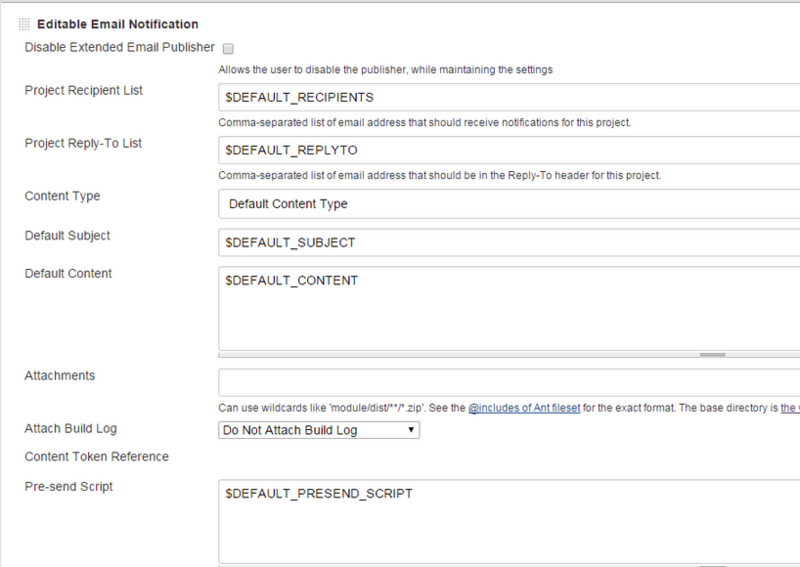 Editable Email Notification
Disable Extended Email Publisher
Allows the user to disable the publisher, while maintaining the settings
Project Recipient List
$DEFAULT_RECIPIENTS
Comma-separated list of email address that should receive notifications for this project.
Project Reply-To List
$DEFAULT_REPLYTO
Comma-separated list of email address that should be in the Reply-To header for this project.
Content Type
Default Content Type
Default Subject
$DEFAULT_SUBJECT
Default Content
$DEFAULT_CONTENT
Attachments
Can use wildcards like 'module/dist/**/*.zip'. See the @includes of Ant fileset for the exact format. The base directory is the
Attach Build Log
Do Not Attach Build Log
Content Token Reference
Pre-send Script
$DEFAULT_PRESEND_SCRIPT